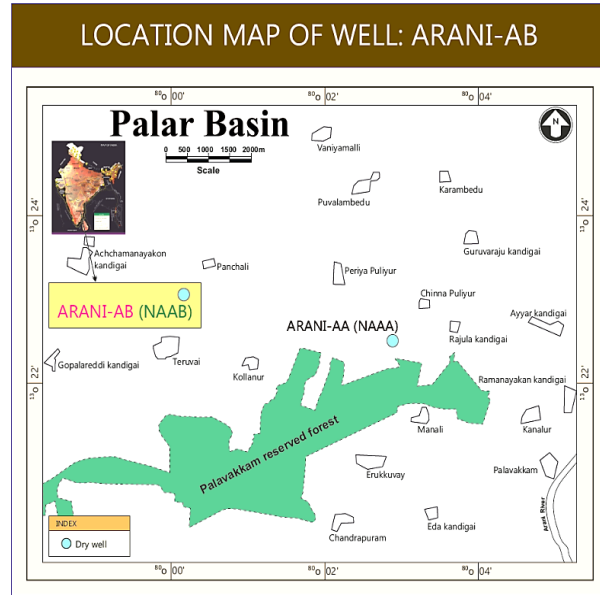 LOCATION MAP OF WELL: ARANI-AB
80° 00'
80° 02'
80° 04'
Palar Basin
0 500 1000 1500 2000m
Scale
N
Vaniyamalli
Puvalambedu
Karambedu
13° 24'
13° 24'
Achchamanayakon
kandigai
Panchali
Periya Puliyur
Guruvaraju kandigai
Chinna Puliyur
ARANI-AB (NAAB)
ARANI-AA (NAAA)
Ayyar kandigai
Rajula kandigai
Gopalareddi kandigai
Teruvai
Kollanur
Ramanayakan kandigai
13° 22'
13° 22'
Palavakkam reserved forest
Manali
Kanalur
Erukkuvay
Palavakkam
Arani River
Chandrapuram
Eda kandigai
INDEX
Dry well
80° 00'
80° 02'
80° 04'